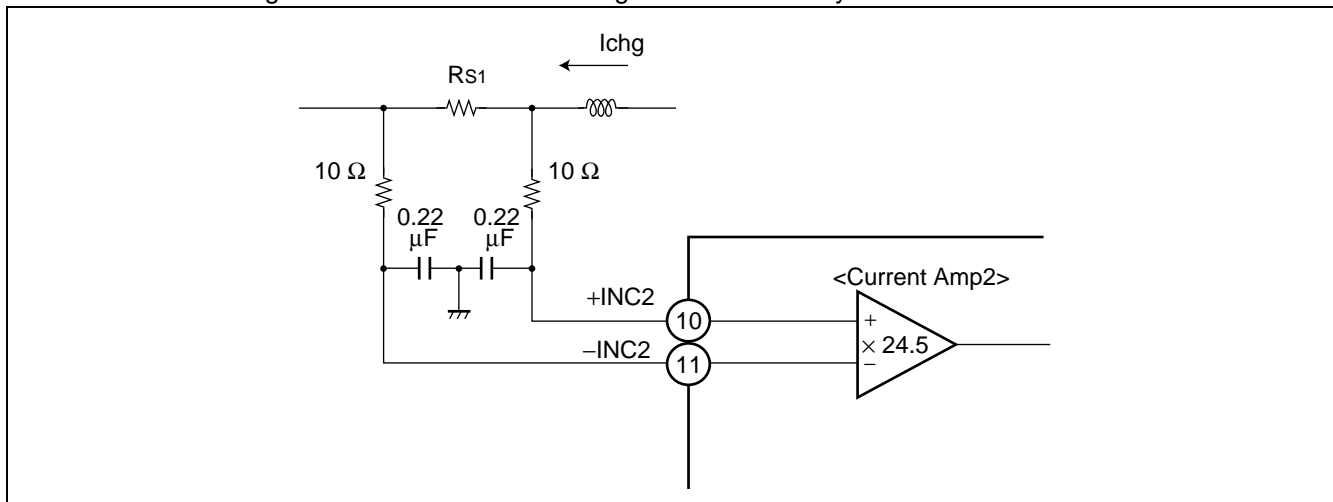 Ichg
RS1
10 Ω
10 Ω
0.22
μF
0.22
μF
<Current Amp2>
+INC2
10
+
× 24.5
−INC2
11
−